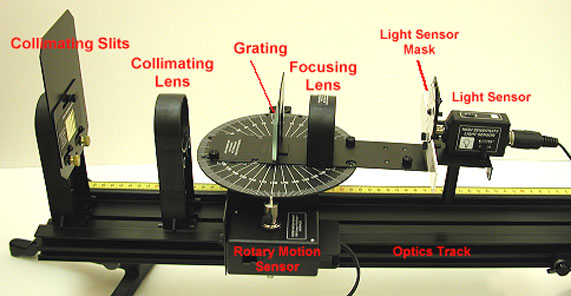 Collimating Slits
Collimating
Lens
Grating
Focusing
Lens
Light Sensor
Mask
Light Sensor
Rotary Motion
Sensor
Optics Track